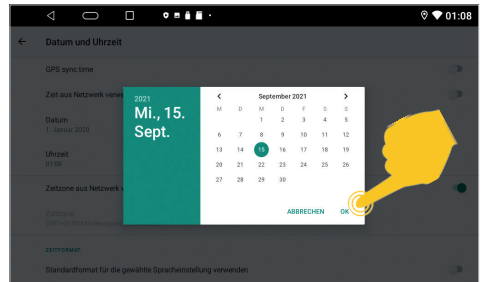 01:08
Datum und Uhrzeit
GPS sync time
Zeit aus Netzwerk
Datum
1. Januar 2020
Uhrzeit
01:08
Zeitzone aus Netzwerk
Zeitzone
ZEITFORMAT
Standardformat für die gewählte Spracheinstellung verwenden
2021
Mi., 15.
Sept.
September 2021
M D M D F S S
1 2 3 4 5
6 7 8 9 10 11 12
13 14 15 16 17 18 19
20 21 22 23 24 25 26
27 28 29 30
ABBRECHEN OK